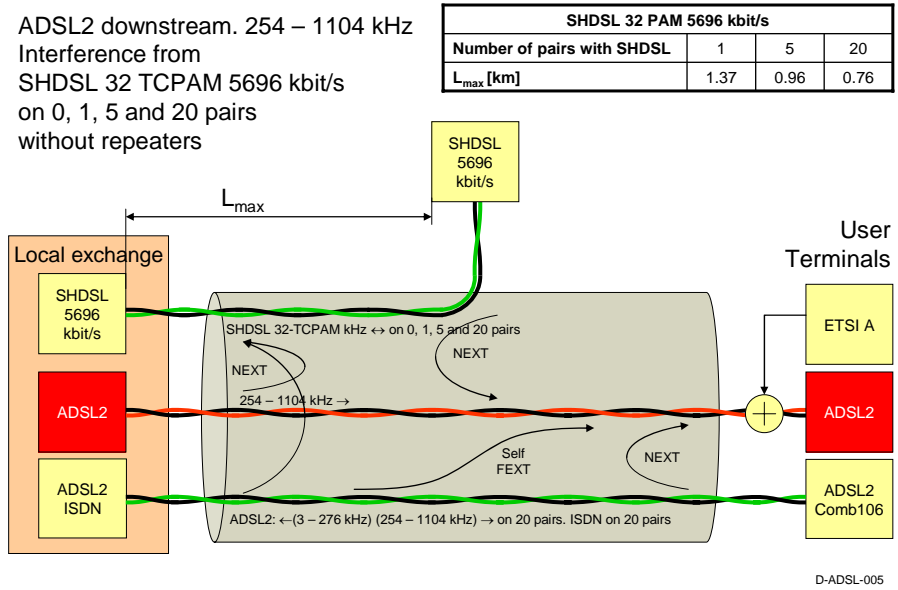 ADSL2 downstream. 254 – 1104 kHz
Interference from
SHDSL 32 TCPAM 5696 kbit/s
on 0, 1, 5 and 20 pairs
without repeaters
SHDSL 32 PAM 5696 kbit/s
Number of pairs with SHDSL 1 5 20
Lmax [km] 1.37 0.96 0.76
SHDSL
5696
kbit/s
Lmax
Local exchange
User
Terminals
SHDSL
5696
kbit/s
ETSI A
SHDSL 32-TCPAM kHz ↔ on 0, 1, 5 and 20 pairs
NEXT
NEXT
254 – 1104 kHz →
ADSL2
ADSL2
Self
FEXT
NEXT
ADSL2
ISDN
ADSL2
Comb106
ADSL2: ←(3 – 276 kHz) (254 – 1104 kHz) → on 20 pairs. ISDN on 20 pairs
D-ADSL-005